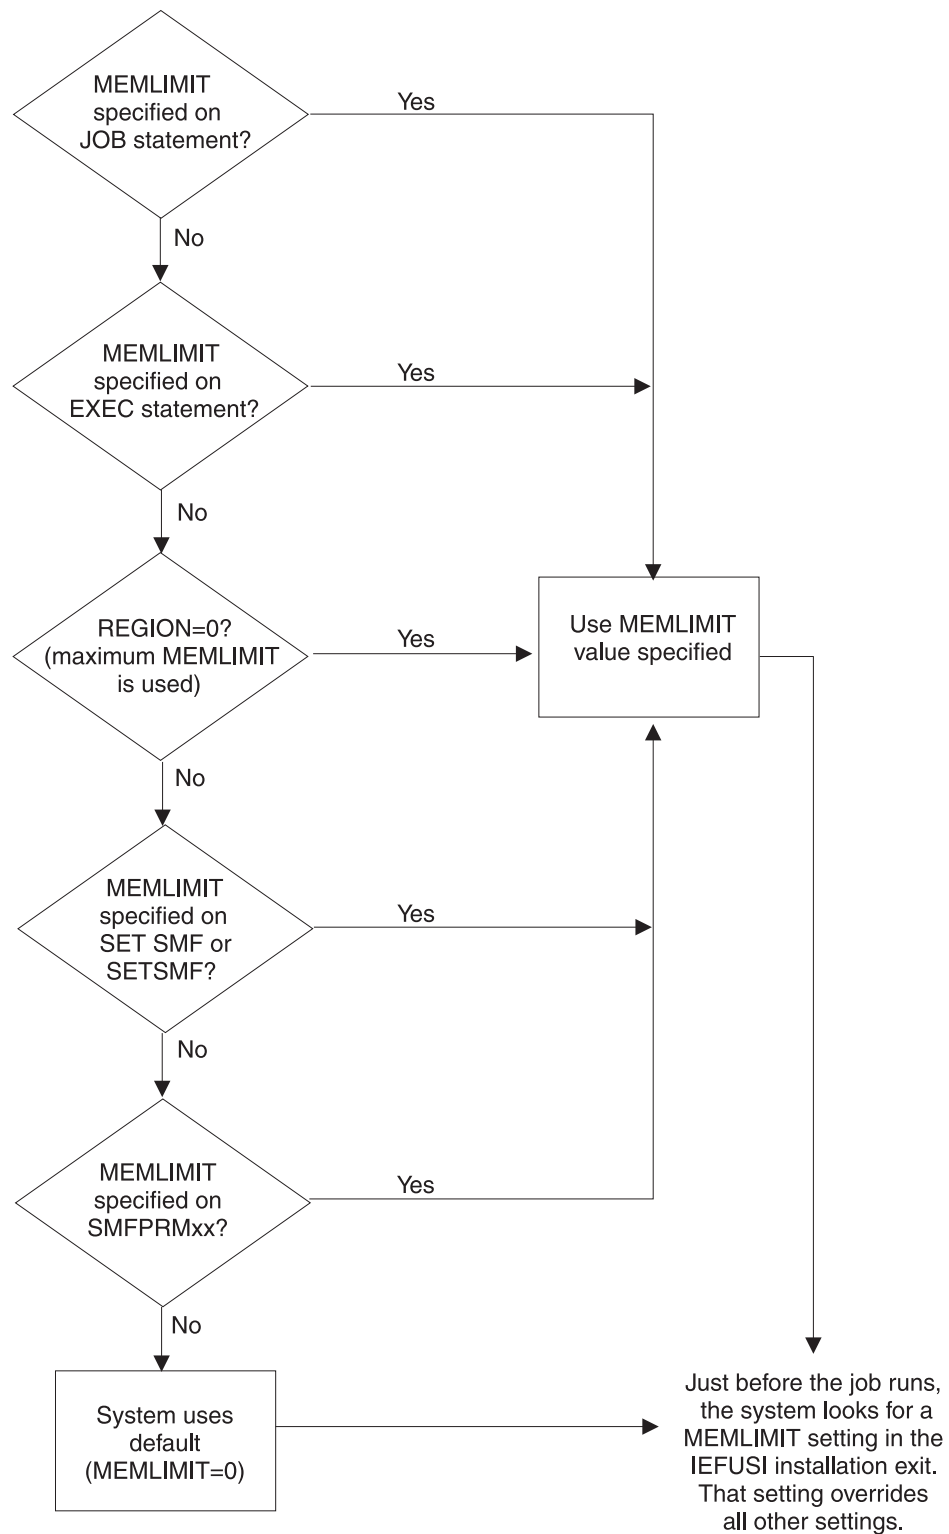 MEMLIMIT
specified on
JOB statement?
Yes
No
MEMLIMIT
specified on
EXEC statement?
Yes
No
REGION=0?
(maximum MEMLIMIT
is used)
Yes
Use MEMLIMIT
value specified
No
MEMLIMIT
specified on
SET SMF or
SETSMF?
Yes
No
MEMLIMIT
specified on
SMFPRMxx?
Yes
No
System uses
default
(MEMLIMIT=0)
Just before the job runs,
the system looks for a
MEMLIMIT setting in the
IEFUSI installation exit.
That setting overrides
all other settings.